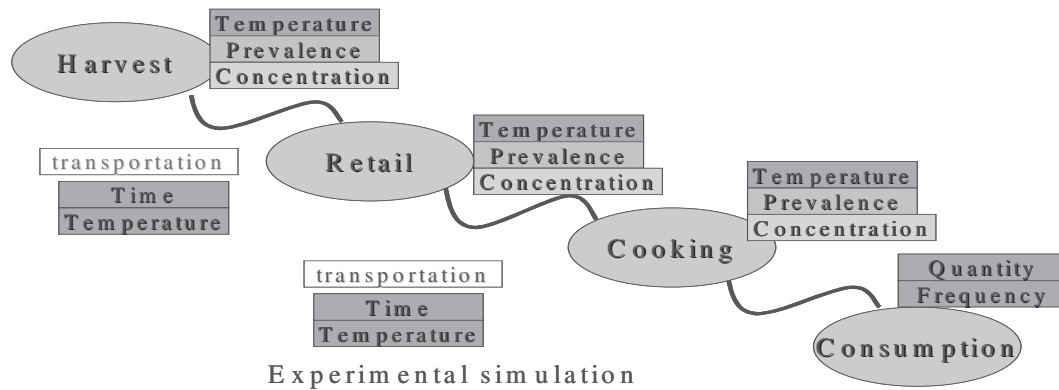 Temperature
Prevalence
Concentration
Harvest
transportation
Time
Temperature
Temperature
Prevalence
Concentration
Retail
transportation
Time
Temperature
Temperature
Prevalence
Concentration
Cooking
Quantity
Frequency
Consumption
Experimental simulation